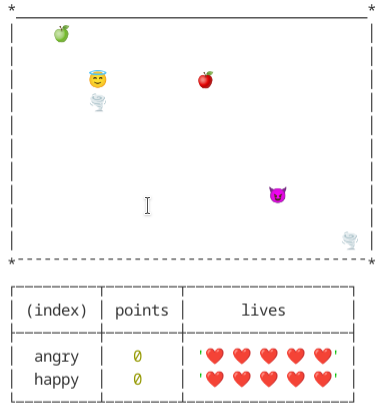 (index) points lives
angry 0 '❤️ ❤️ ❤️ ❤️ ❤️'
happy 0 '❤️ ❤️ ❤️ ❤️ ❤️'